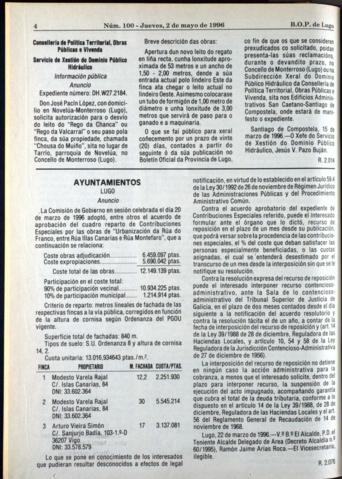 4 Núm. 100 - Jueves, 2 de mayo de 1996 B.O.P. de Lugo
Consellería de Política Territorial, Obras
Públicas e Vivenda
Servicio de Xestión do Dominio Público
Hidráulico
Información pública
Anuncio
Expediente número: DH.W27.2184.
Don José Pacín López, con domici-
lio en Novelúa-Monterroso (Lugo),
solicita autorización para o desvío
do leito do "Rego da Chanca" ou
"Rego da Valcarral" o seu paso pola
finca, da súa propiedade, chamada
"Chousa do Muiño", sita no lugar de
Tarrío, parroquia de Novelúa, no
Concello de Monterroso (Lugo).
Breve descrición das obras:
Apertura dun novo leito do regato
en liña recta, cunha lonxitude apro-
ximada de 53 metros e un ancho de
1,50 - 2,00 metros, dende a súa
entrada actual polo lindeiro Este da
finca ata chegar o leito actual no
lindeiro Oeste. Asimesmo colocarase
un tubo de formigón de 1,00 metro de
diámetro e unha lonxitude de 3,00
metros que servirá de paso para o
gando e a maquinaria.
O que se fai público para xeral
coñecemento por un prazo de vinte
(20) días, contados a partir do
seguinte ó da súa publicación no
Boletín Oficial da Provincia de Lugo,
co fin de que os que se consideren
prexudicados co solicitado, poidan
presenta-las súas reclamacións,
durante o devandito prazo, no
Concello de Monterroso (Lugo) ou na
Subdirección Xeral do Dominio
Público Hidráulico da Consellería de
Política Territorial, Obras Públicas e
Vivenda, sita nos Edificios Adminis-
trativos San Caetano-Santiago de
Compostela, onde estará de mani-
festo o expediente.
Santiago de Compostela, 15 de
marzo de 1996.—O Xefe do Servicio
de Xestión do Dominio Público
Hidráulico, Jesús V. Pazo Buján.
R. 2.014
AYUNTAMIENTOS
LUGO
Anuncio
La Comisión de Gobierno en sesión celebrada el día 20
de marzo de 1996 adoptó, entre otros el acuerdo de
aprobación del cuadro reparto de Contribuciones
Especiales por las obras de "Urbanización da Rúa do
Franco, entre Rúa Illas Canarias e Rúa Montefaro", que a
continuación se relaciona:
Coste obras adjudicación 6.459.097 ptas.
Coste expropiaciones 5.690.042 ptas.
Coste total de las obras 12.149.139 ptas.
Participación en el coste total:
90% de participación vecinal 10.934.225 ptas.
10% de participación municipal 1.214.914 ptas.
Criterio de reparto: metros lineales de fachada de las
respectivas fincas a la vía pública, corregidos en función
de la altura de cornisa según Ordenanza del PGOU
vigente.
Superficie total de fachadas: 840 m.
Tipos de suelo: S.U. Ordenanza 8 y altura de cornisa
14, 2.
Custa unitaria: 13.016,934643 ptas./m.².
FINCA PROPIETARIO M. FACHADA CUOTA/PTAS.
1 Modesto Varela Rajal 12,2 2.251.930
C/. Islas Canarias, 84
DNI: 33.602.364
2 Modesto Varela Rajal 30 5.545.214
C/. Islas Canarias, 84
DNI: 33.602.364
3 Arturo Vieira Simón 17 3.137.081
C/. Sanjurjo Badía, 103-1.º-D
36207 Vigo
DNI: 33.578.579
Lo que se pone en conocimiento de los interesados
que pudieran resultar desconocidos a efectos de legal
notificación, en virtud de lo establecido en el artículo 59.4
de la Ley 30/1992 de 26 de noviembre de Régimen Jurídico
de las Administraciones Públicas y del Procedimiento
Administrativo Común.
Contra el acuerdo aprobatorio del expediente de
Contribuciones Especiales referido, puede el interesado
formular ante el órgano que lo dictó, recurso de
reposición en el plazo de un mes desde su publicación,
que podrá versar sobre la procedencia de las contribucio-
nes especiales, el % del coste que deban satisfacer las
personas especialmente beneficiadas, o las cuotas
asignadas, el cual se entenderá desestimado por el
transcurso de un mes desde la interposición sin que se le
notifique su resolución.
Contra la resolución expresa del recurso de reposición
puede el interesado interponer recurso contencioso-
administrativo, ante la Sala de lo contencioso
administrativo del Tribunal Superior de Justicia de
Galicia, en el plazo de dos meses contados desde el día
siguiente a la notificación del acuerdo resolutorio y
contra la resolución tácita el de un año, a contar de la
fecha de interposición del recurso de reposición (art. 14
de la Ley 39/1988 de 28 de diciembre, Reguladora de las
Haciendas Locales, y artículo 10, 54 y 58 de la Ley
Reguladora de la Jurisdicción Contencioso-Administrativa
de 27 de diciembre de 1956).
La interposición del recurso de reposición no detiene
en ningún caso la acción administrativa para la
cobranza, a menos que el interesado solicite, dentro del
plazo para interponer recurso, la suspensión de la
ejecución del acto impugnado, acompañando garantía
que cubra el total de la deuda tributaria, conforme a lo
dispuesto en el artículo 14 de la Ley 39/1988, de 28 de
diciembre, Reguladora de las Haciendas Locales y al art.
56 del Reglamento General de Recaudación de 14 de
noviembre de 1968.
Lugo, 22 de marzo de 1996.—V.º B.º El Alcalde. P.D. el
Teniente Alcalde Delegado de Area (Decreto Alcaldía n.º
60/1995), Ramón Jaime Arias Roca.—El Vicesecretario,
ilegible.
R. 2.076